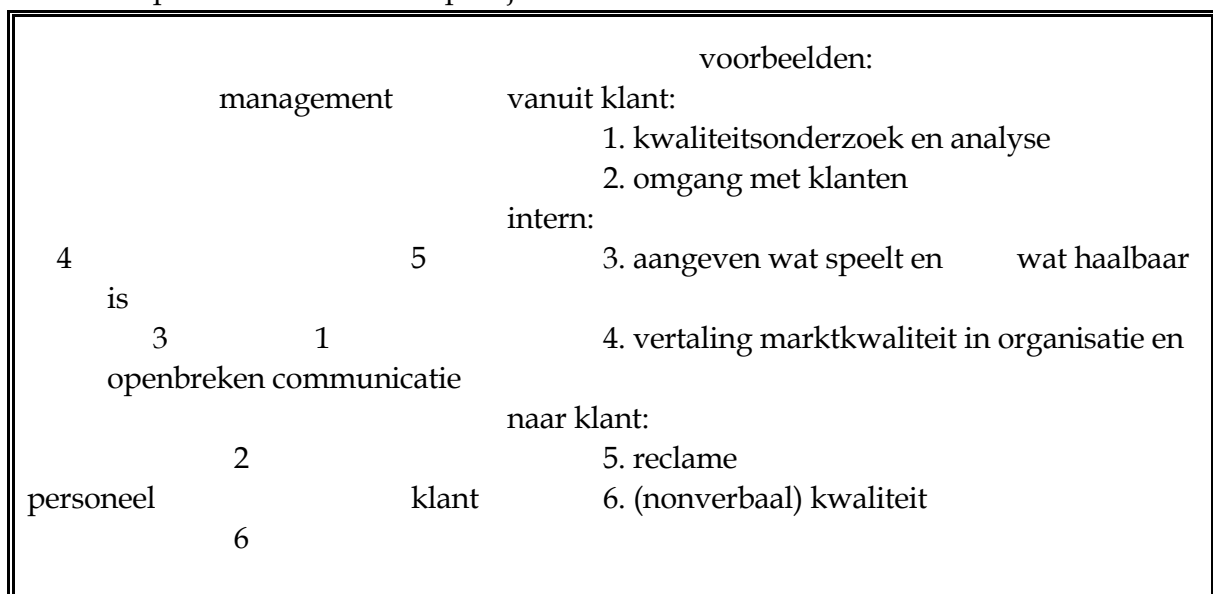 voorbeelden:
management vanuit klant:
1. kwaliteitsonderzoek en analyse
2. omgang met klanten
intern:
4 5 3. aangeven wat speelt en wat haalbaar
is
3 1 4. vertaling marktkwaliteit in organisatie en
openbreken communicatie
naar klant:
2 5. reclame
personeel klant 6. (nonverbaal) kwaliteit
6